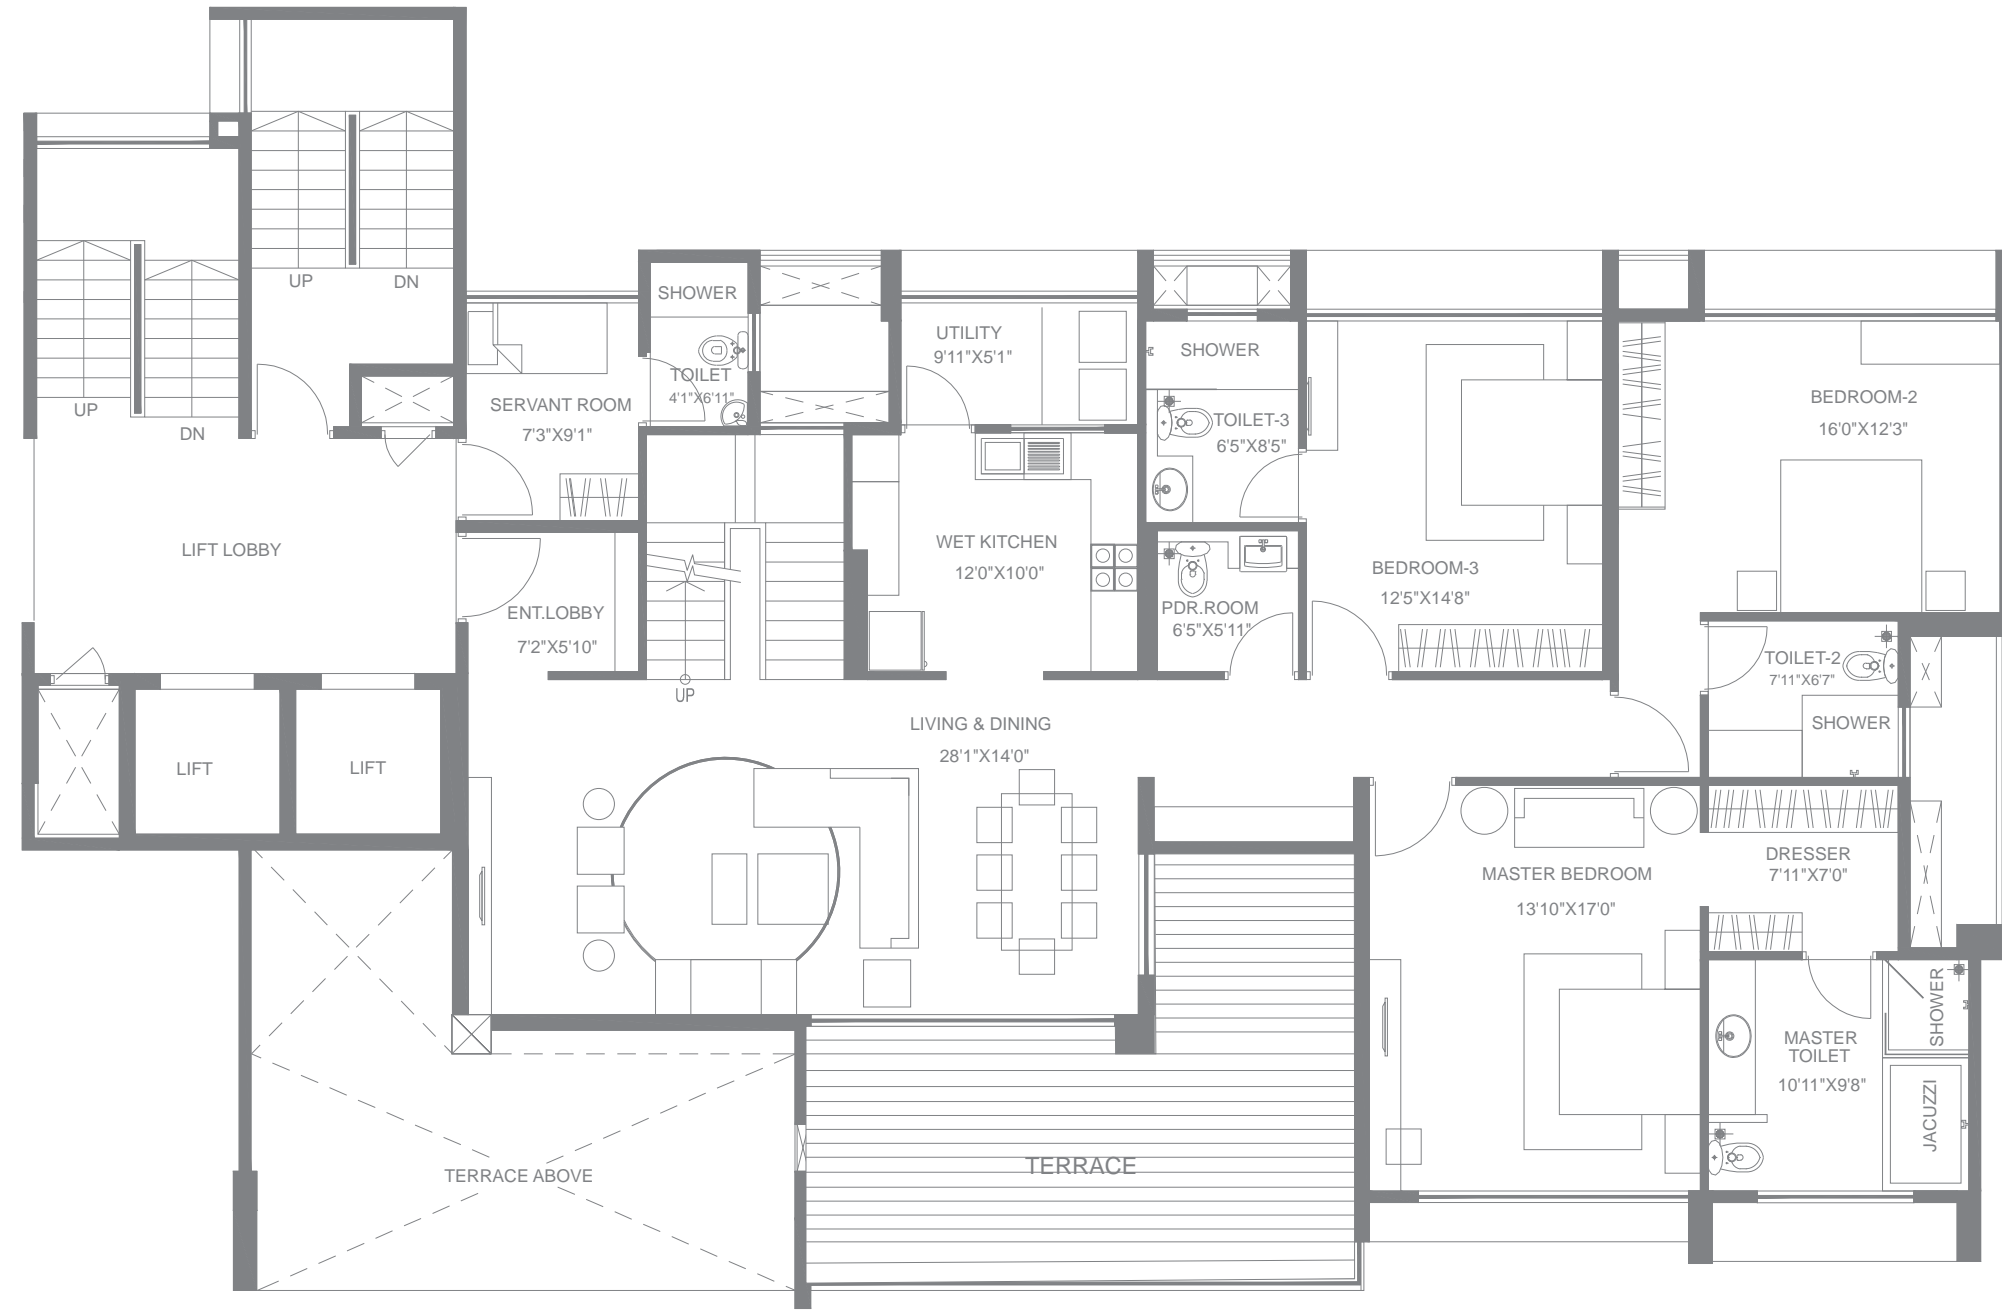 UP
DN
UP
DN
SHOWER
TOILET
4'1"X6'11"
SERVANT ROOM
7'3"X9'1"
UTILITY
9'11"X5'1"
SHOWER
TOILET-3
6'5"X8'5"
BEDROOM-2
16'0"X12'3"
LIFT LOBBY
ENT.LOBBY
7'2"X5'10"
UP
WET KITCHEN
12'0"X10'0"
PDR.ROOM
6'5"X5'11"
BEDROOM-3
12'5"X14'8"
TOILET-2
7'11"X6'7"
SHOWER
LIFT
LIFT
LIVING & DINING
28'1"X14'0"
MASTER BEDROOM
13'10"X17'0"
DRESSER
7'11"X7'0"
SHOWER
MASTER
TOILET
10'11"X9'8"
JACUZZI
TERRACE ABOVE
TERRACE